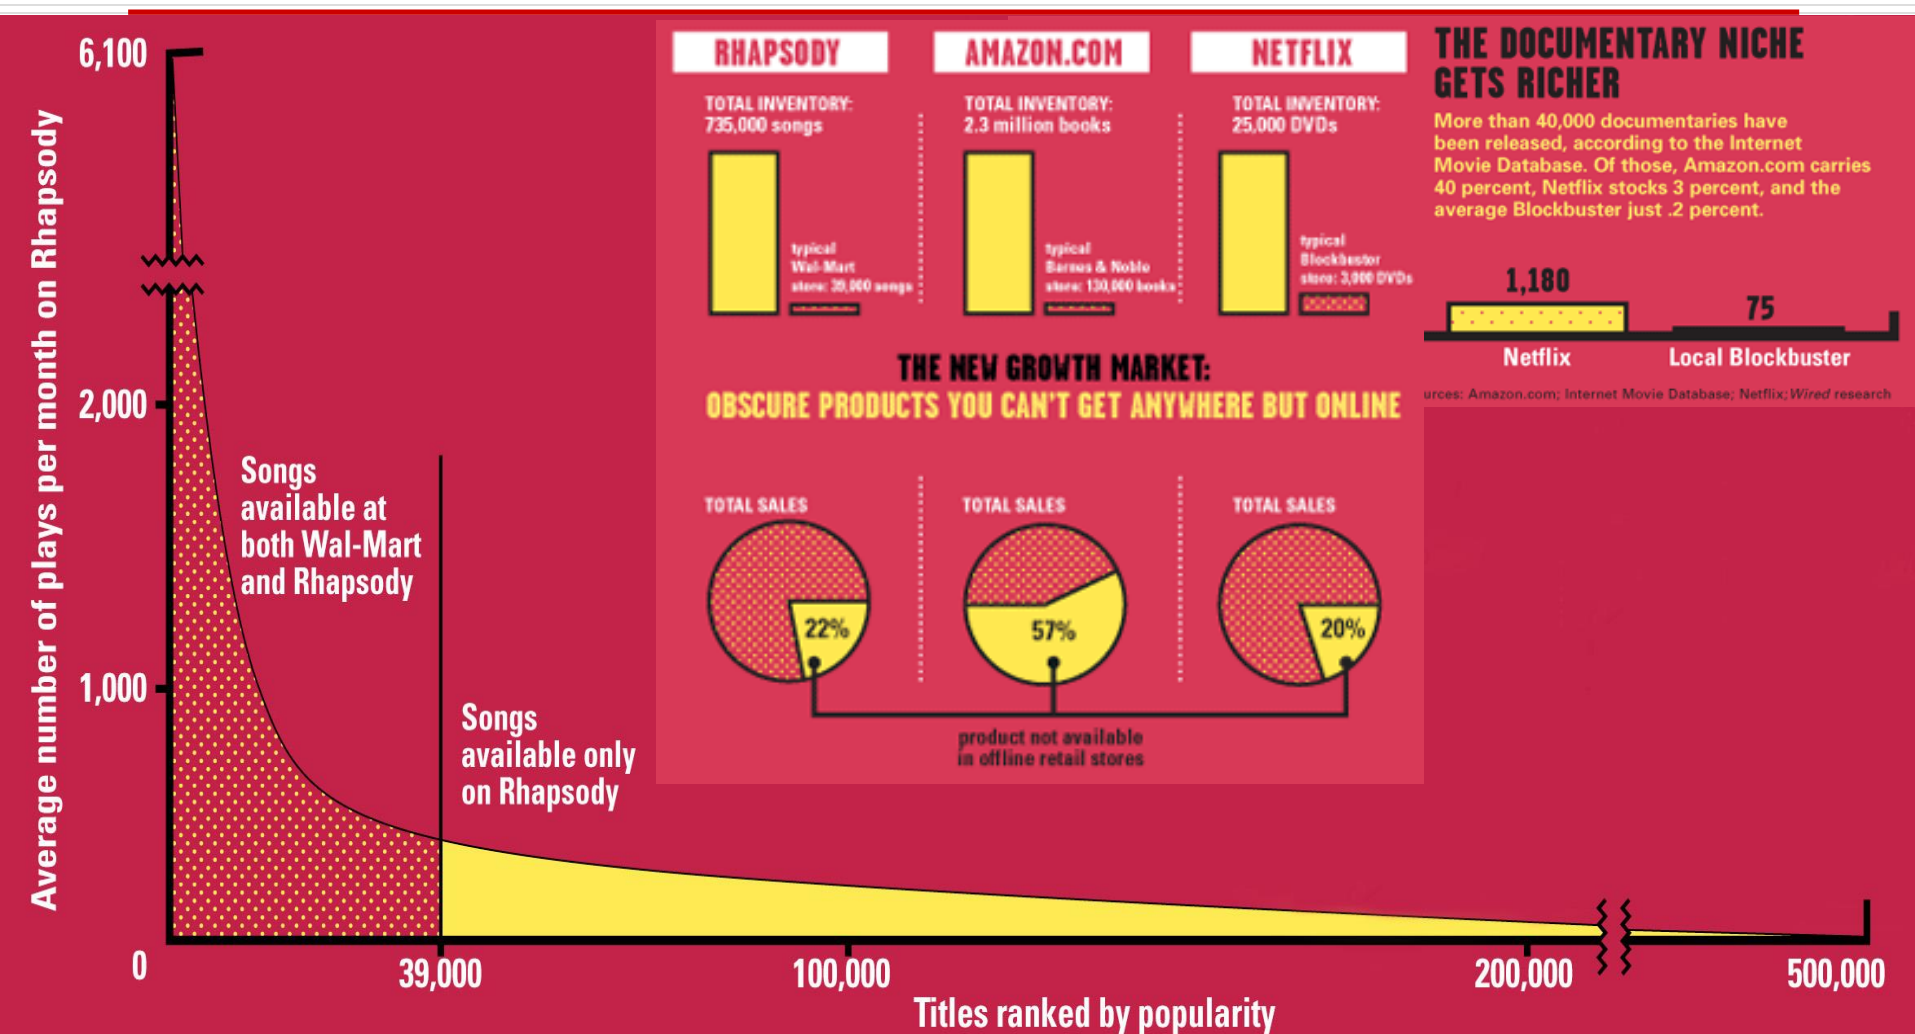 6,100
2,000
1,000
0
Average number of plays per month on Rhapsody
Songs
available at
both Wal-Mart
and Rhapsody
Songs
available only
on Rhapsody
39,000
100,000
200,000
500,000
Titles ranked by popularity
RHAPSODY
TOTAL INVENTORY:
735,000 songs
typical
Wal-Mart
store: 39,000 songs
AMAZON.COM
TOTAL INVENTORY:
2.3 million books
typical
Barnes & Noble
store: 130,000 books
NETFLIX
TOTAL INVENTORY:
25,000 DVDs
typical
Blockbuster
store: 3,000 DVDs
THE NEW GROWTH MARKET:
OBSCURE PRODUCTS YOU CAN'T GET ANYWHERE BUT ONLINE
TOTAL SALES
22%
TOTAL SALES
57%
TOTAL SALES
20%
product not available
in offline retail stores
THE DOCUMENTARY NICHE
GETS RICHER
More than 40,000 documentaries have
been released, according to the Internet
Movie Database. Of those, Amazon.com carries
40 percent, Netflix stocks 3 percent, and the
average Blockbuster just .2 percent.
1,180
75
Netflix
Local Blockbuster
urces: Amazon.com; Internet Movie Database; Netflix; Wired research